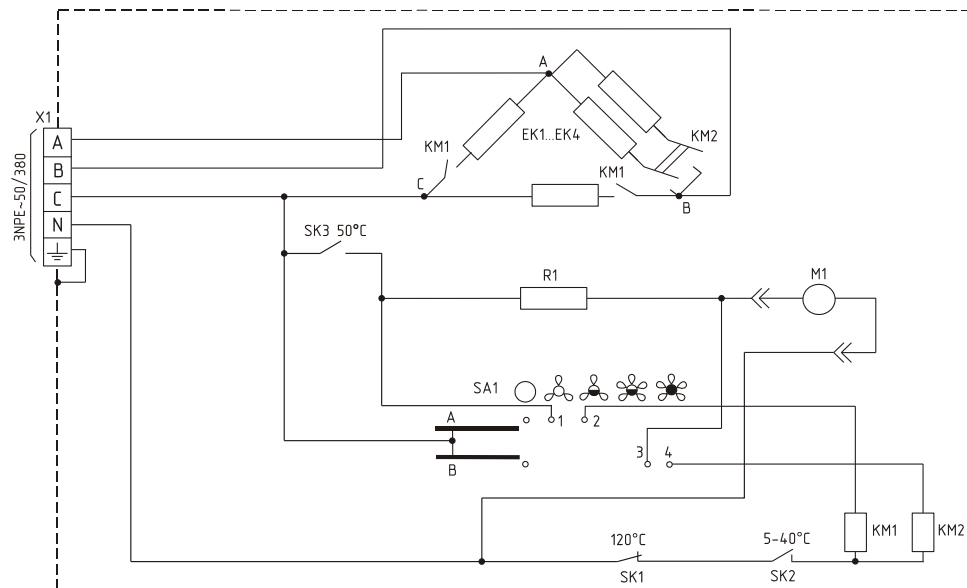 A
KM2
EK1...EK4
KM1
KM1
C
B
X1
A
B
C
N
3NPE~50/380
SK3 50°C
R1
M1
SA1
A
1
2
B
3
4
KM1
KM2
120°C
SK1
5-40°C
SK2